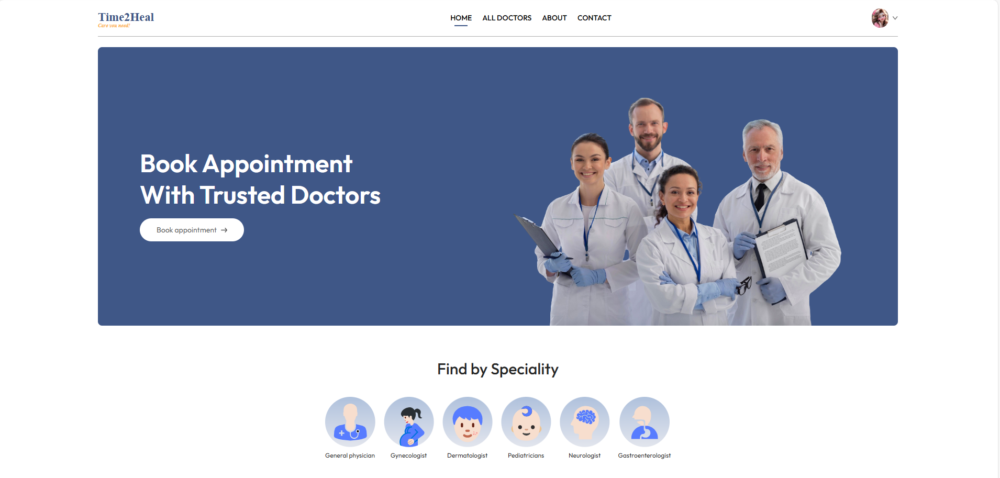 Time2Heal
Care you need!
HOME
ALL DOCTORS
ABOUT
CONTACT
Book Appointment
With Trusted Doctors
Book appointment →
Find by Speciality
General physician
Gynecologist
Dermatologist
Pediatricians
Neurologist
Gastroenterologist